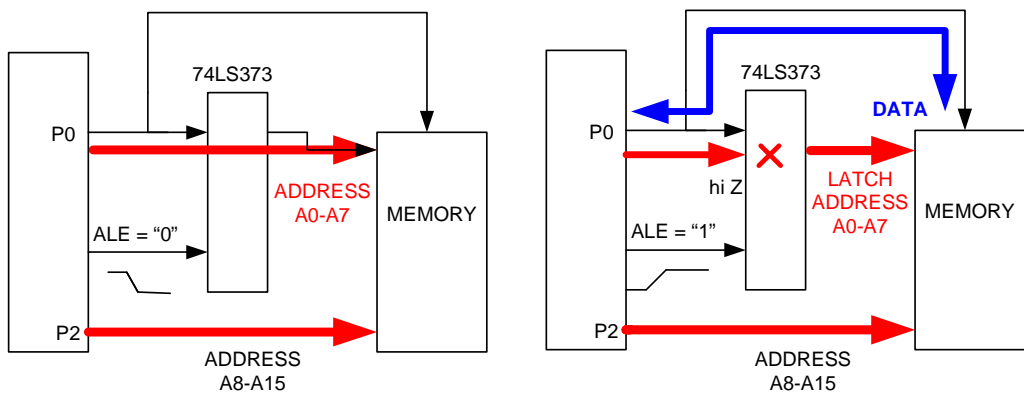 74LS373
P0
ADDRESS
A0-A7
MEMORY
ALE = “0”
P2
ADDRESS
A8-A15
74LS373
DATA
P0
hi Z
LATCH
ADDRESS
A0-A7
MEMORY
ALE = “1”
P2
ADDRESS
A8-A15